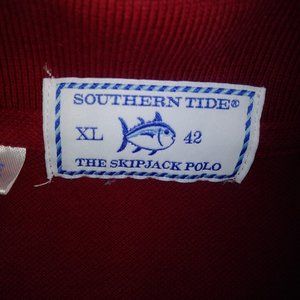 SOUTHERN TIDE®
XL 42
THE SKIPJACK POLO